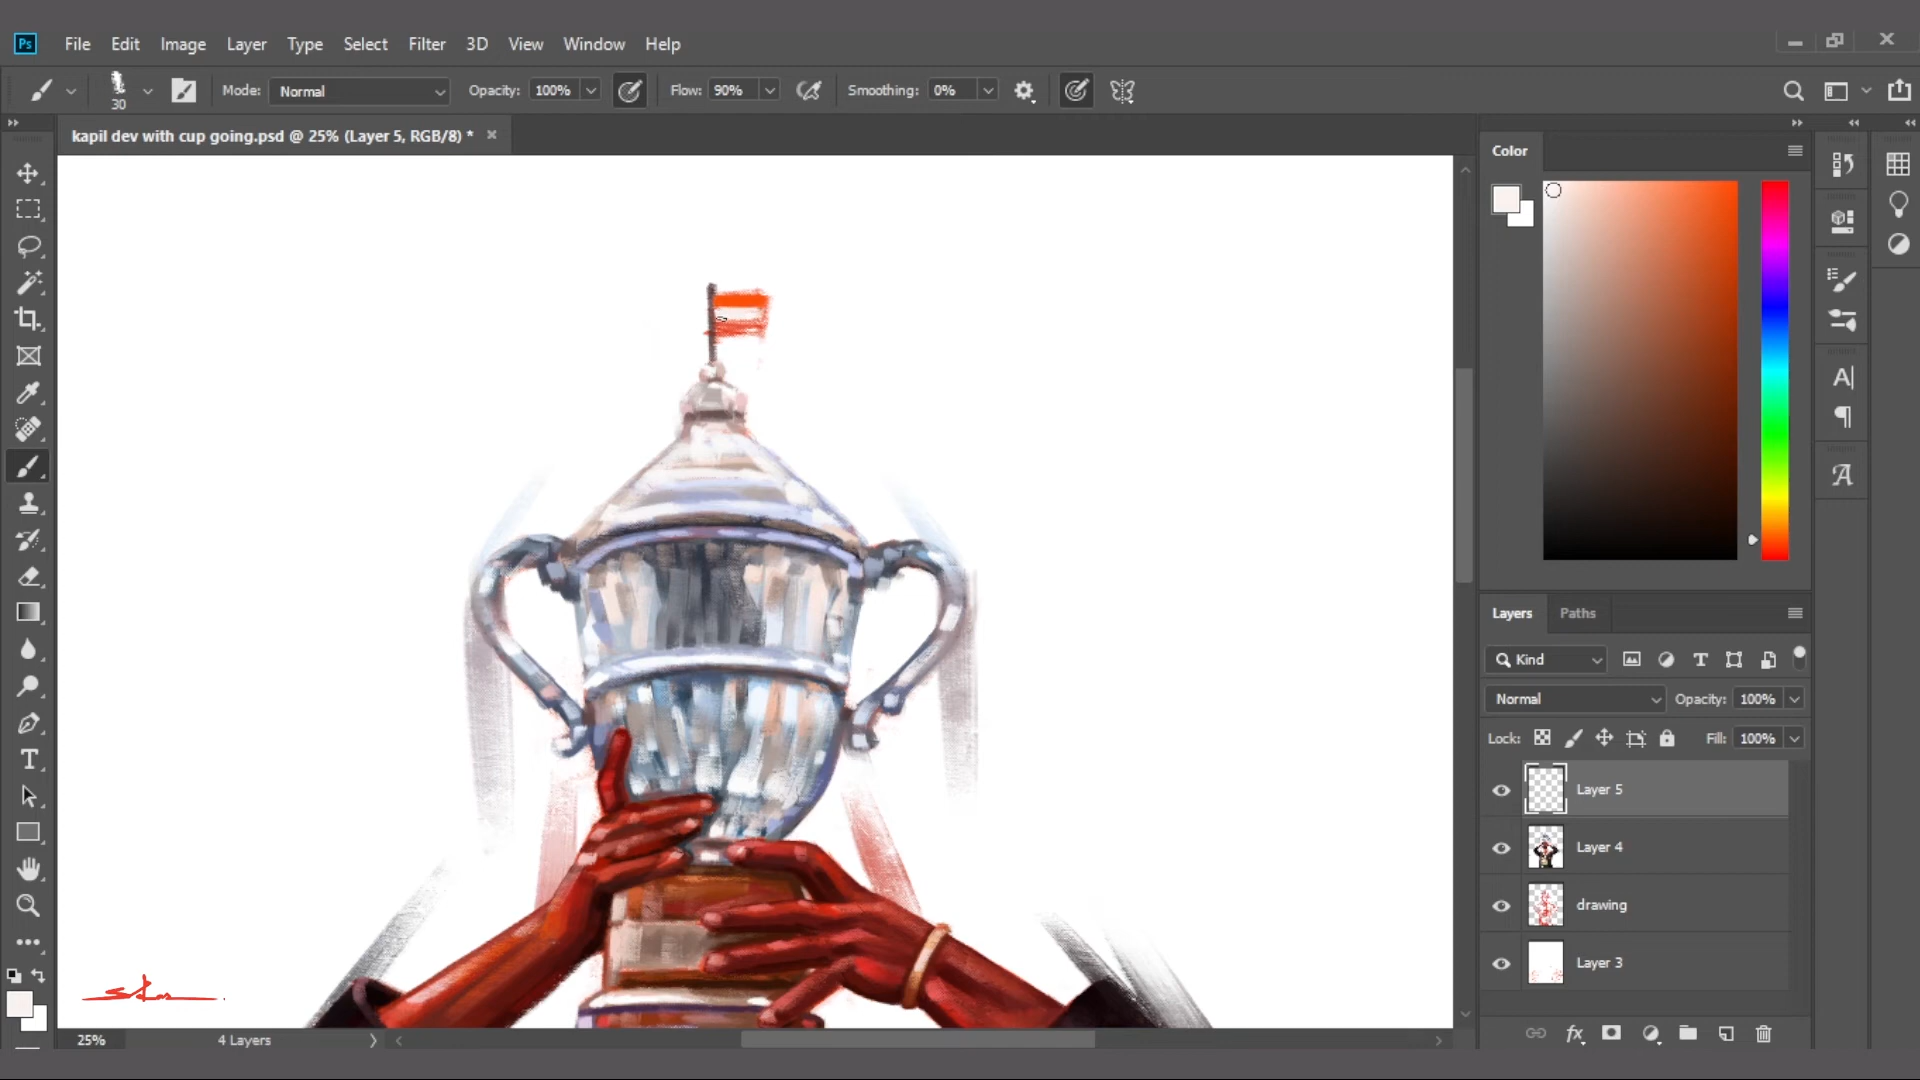 Ps File Edit Image Layer Type Select Filter 3D View Window Help
30 Mode: Normal Opacity: 100% Flow: 90% Smoothing: 0%
kapil dev with cup going.psd @ 25% (Layer 5, RGB/8) *
Color
Layers Paths
Kind
Normal Opacity: 100%
Lock: Fill: 100%
Layer 5
Layer 4
drawing
Layer 3
25% 4 Layers